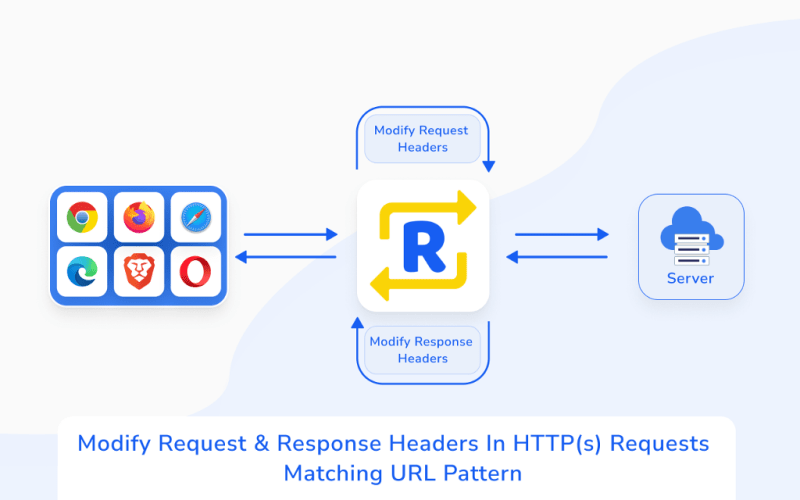 Modify Request
Headers
R
Server
Modify Response
Headers
Modify Request & Response Headers In HTTP(s) Requests
Matching URL Pattern